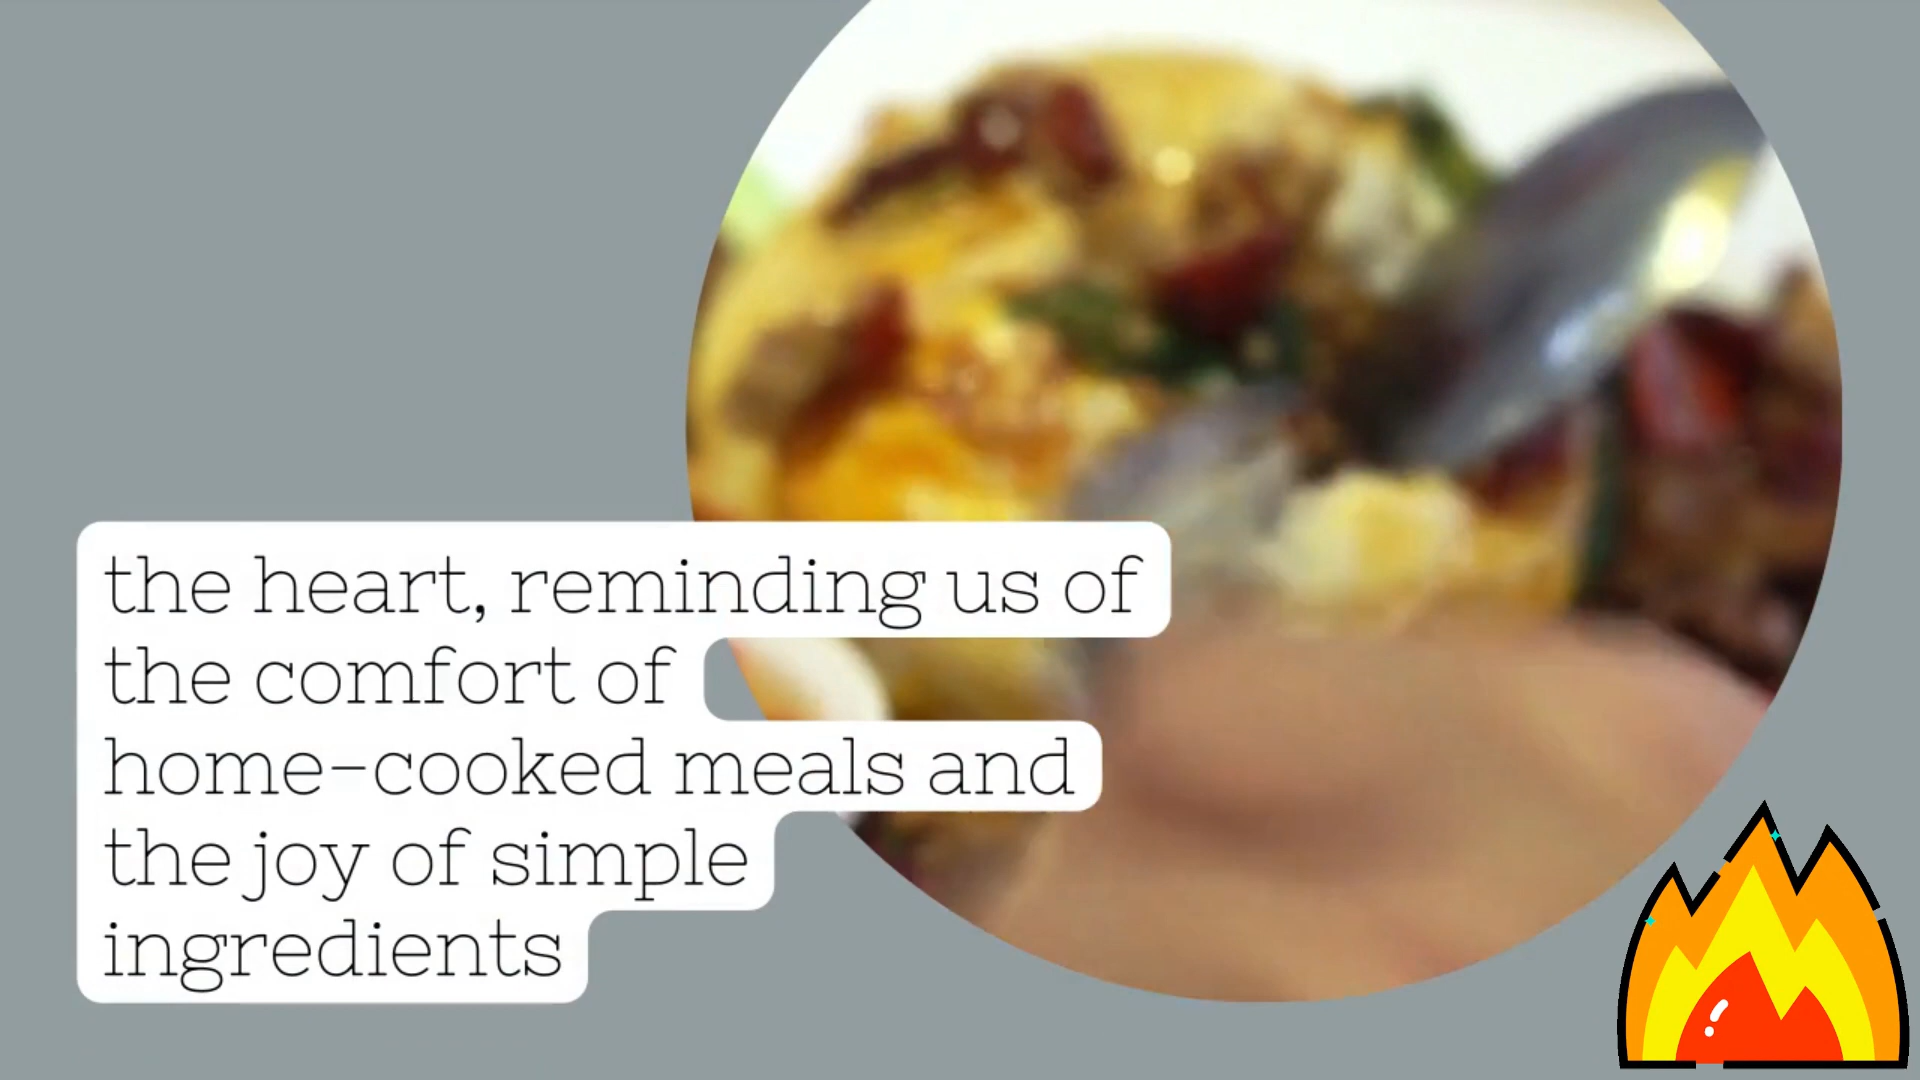 the heart, reminding us of
the comfort of
home-cooked meals and
the joy of simple
ingredients